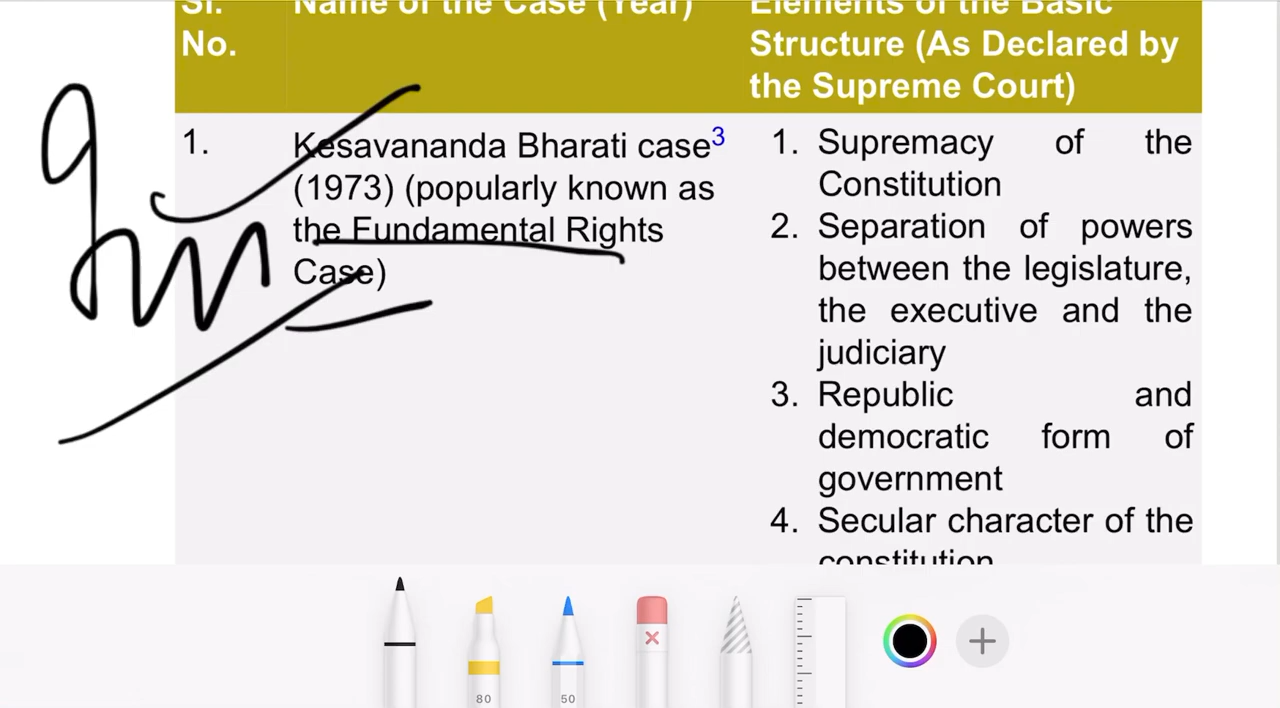 Sl. Name of the Case (Year) Elements of the Basic
No. Structure (As Declared by
the Supreme Court)
1. Kesavananda Bharati case3
(1973) (popularly known as
the Fundamental Rights
Case)
1. Supremacy of the
Constitution
2. Separation of powers
between the legislature,
the executive and the
judiciary
3. Republic and
democratic form of
government
4. Secular character of the
constitution
80
50